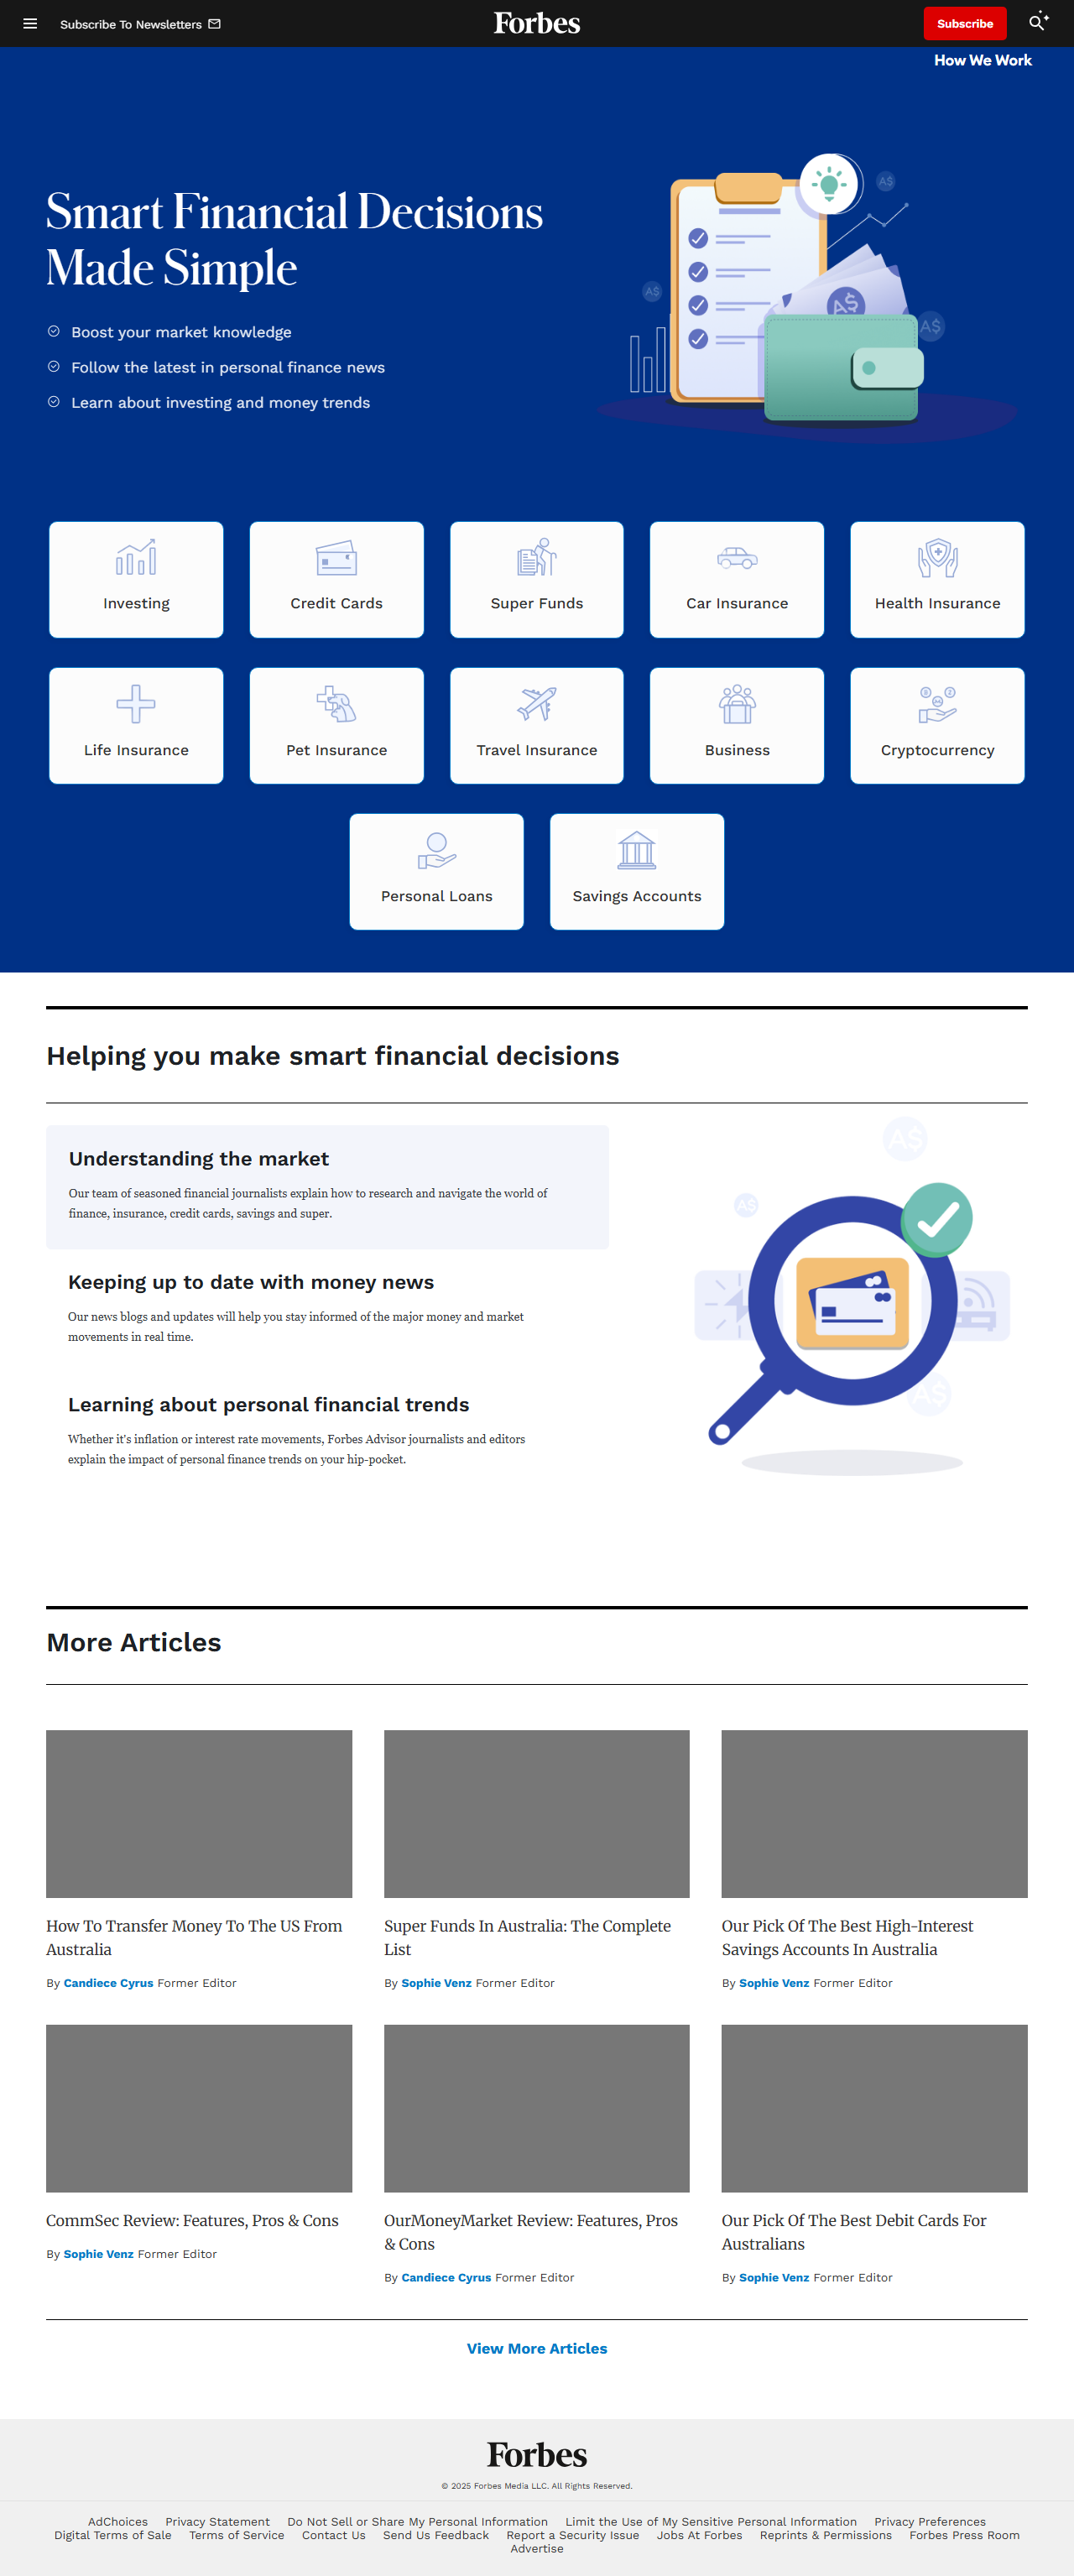 Subscribe To Newsletters
Forbes
Subscribe
How We Work
Smart Financial Decisions
Made Simple
Boost your market knowledge
Follow the latest in personal finance news
Learn about investing and money trends
A$
A$
A$
A$
Investing
Credit Cards
Super Funds
Car Insurance
Health Insurance
Life Insurance
Pet Insurance
Travel Insurance
Business
Cryptocurrency
Personal Loans
Savings Accounts
Helping you make smart financial decisions
Understanding the market
Our team of seasoned financial journalists explain how to research and navigate the world of
finance, insurance, credit cards, savings and super.
Keeping up to date with money news
Our news blogs and updates will help you stay informed of the major money and market
movements in real time.
Learning about personal financial trends
Whether it's inflation or interest rate movements, Forbes Advisor journalists and editors
explain the impact of personal finance trends on your hip-pocket.
A$
A$
A$
More Articles
How To Transfer Money To The US From
Australia
By Candiece Cyrus Former Editor
Super Funds In Australia: The Complete
List
By Sophie Venz Former Editor
Our Pick Of The Best High-Interest
Savings Accounts In Australia
By Sophie Venz Former Editor
CommSec Review: Features, Pros & Cons
By Sophie Venz Former Editor
OurMoneyMarket Review: Features, Pros
& Cons
By Candiece Cyrus Former Editor
Our Pick Of The Best Debit Cards For
Australians
By Sophie Venz Former Editor
View More Articles
Forbes
© 2025 Forbes Media LLC. All Rights Reserved.
AdChoices Privacy Statement Do Not Sell or Share My Personal Information Limit the Use of My Sensitive Personal Information Privacy Preferences
Digital Terms of Sale Terms of Service Contact Us Send Us Feedback Report a Security Issue Jobs At Forbes Reprints & Permissions Forbes Press Room
Advertise